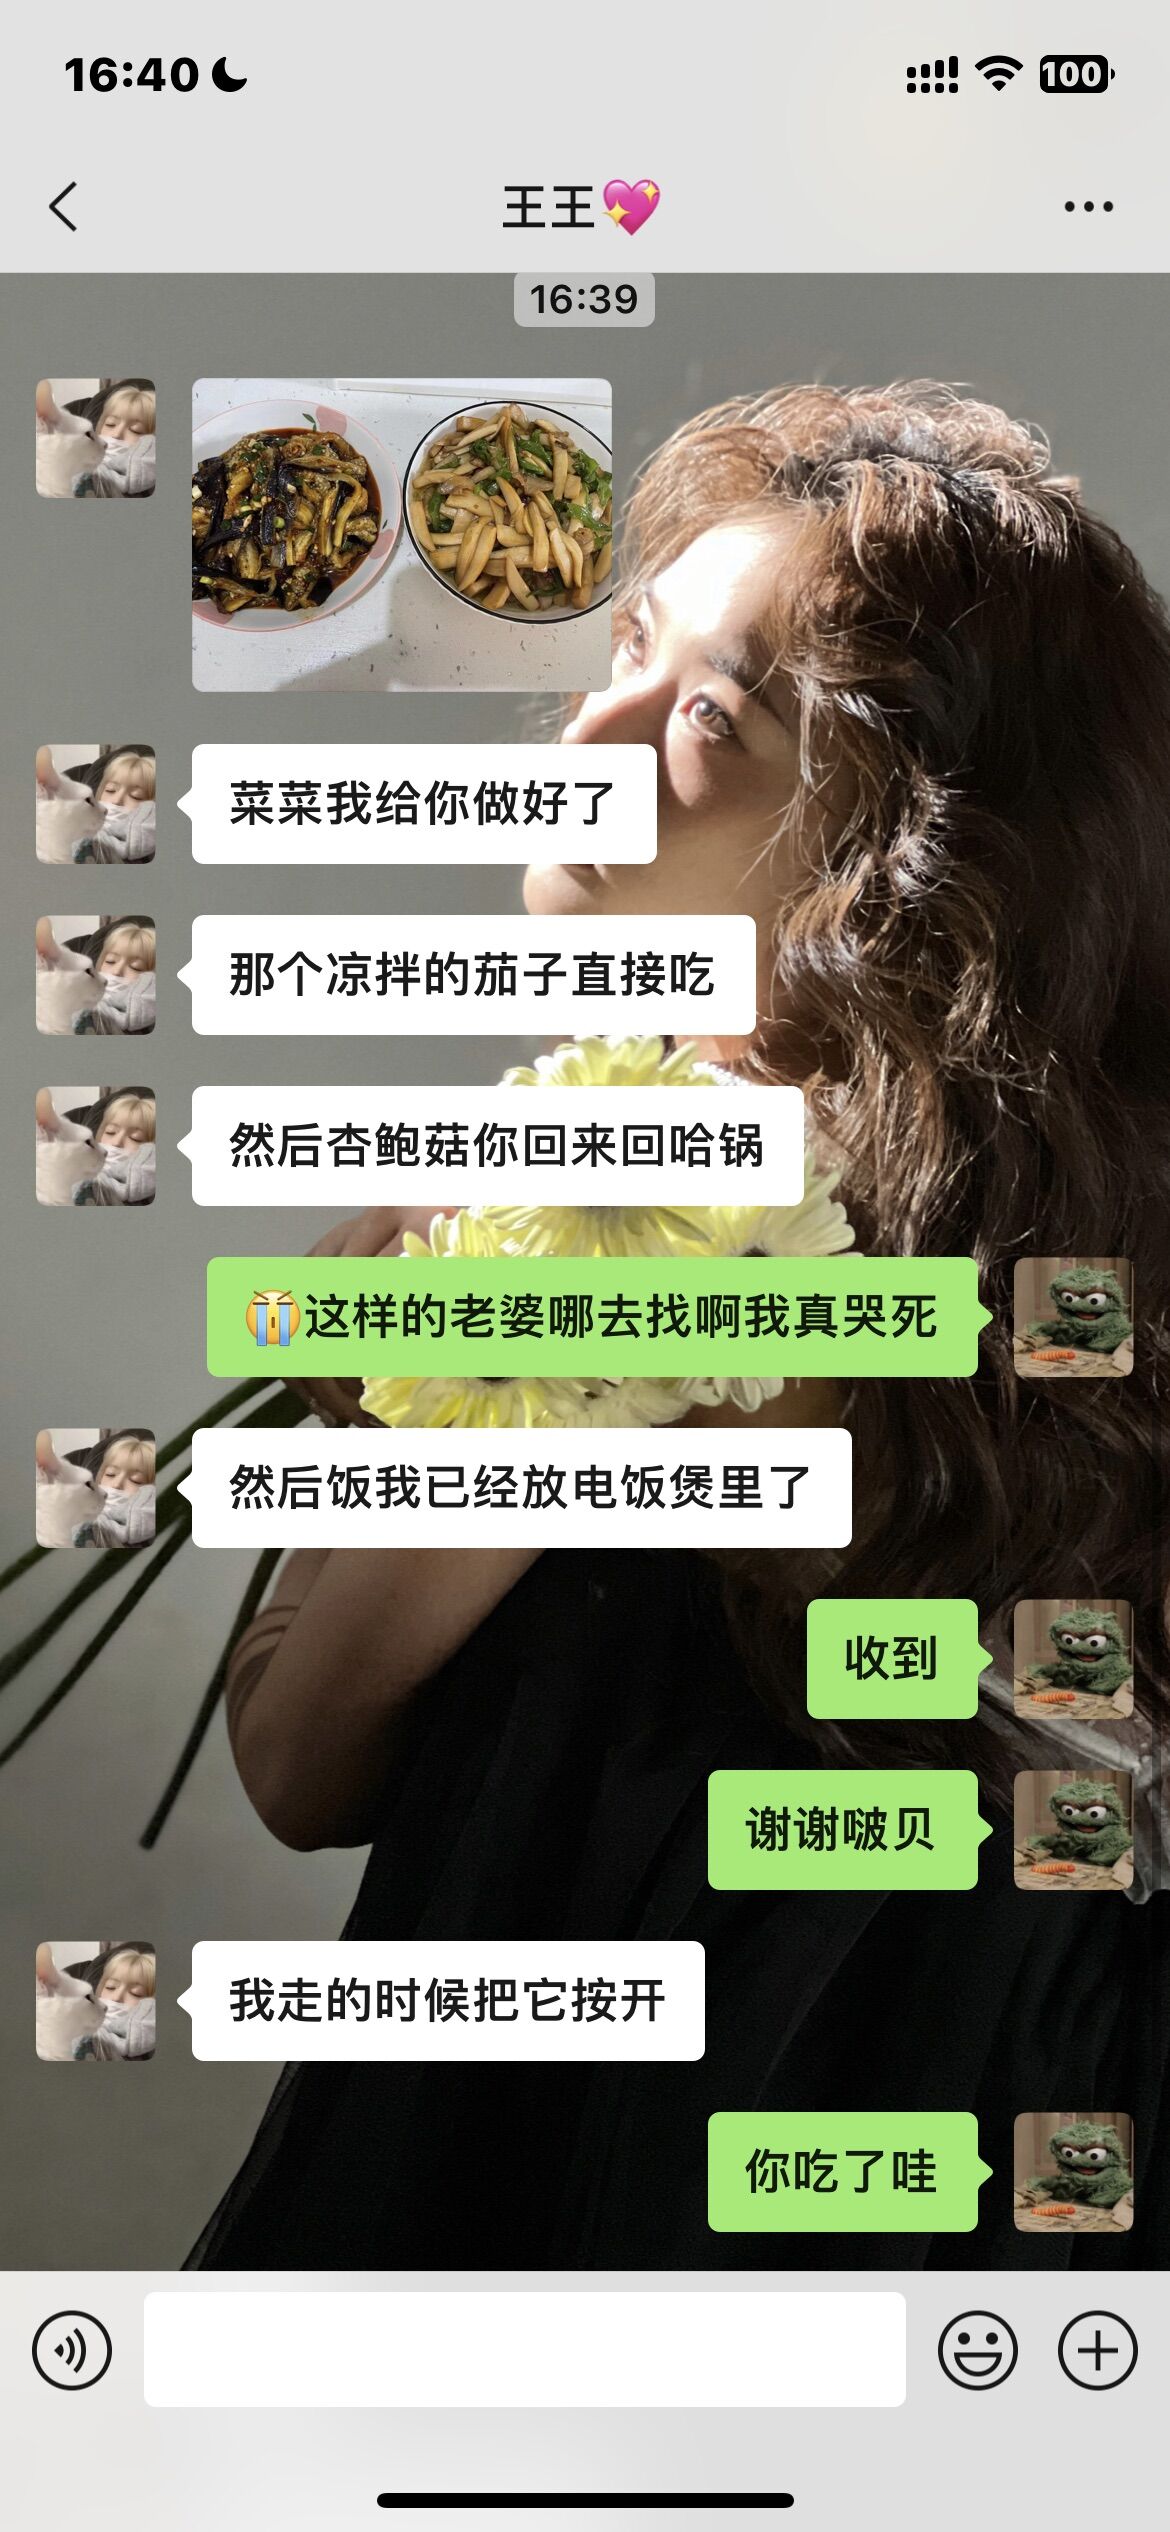 16:40
100
王王💖
16:39
菜菜我给你做好了
那个凉拌的茄子直接吃
然后杏鲍菇你回来回哈锅
😭这样的老婆哪去找啊我真哭死
然后饭我已经放电饭煲里了
收到
谢谢啵贝
我走的时候把它按开
你吃了哇